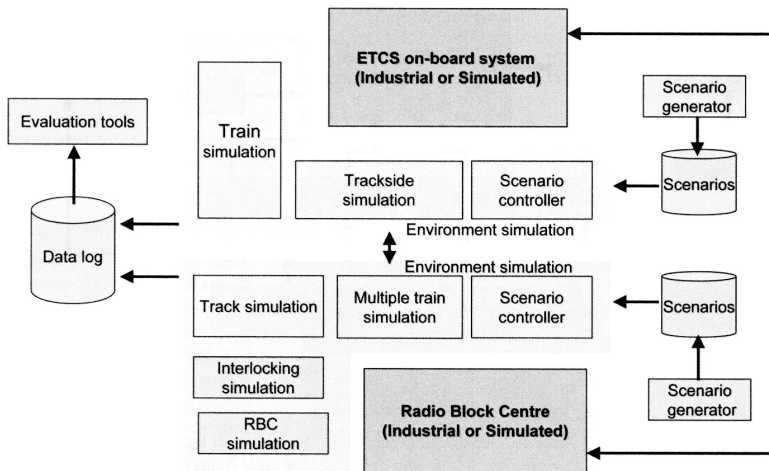 ETCS on-board system
(Industrial or Simulated)
Scenario
generator
Evaluation tools
Train
simulation
Trackside
simulation
Scenario
controller
Scenarios
Environment simulation
Data log
Environment simulation
Track simulation
Multiple train
simulation
Scenario
controller
Scenarios
Interlocking
simulation
Radio Block Centre
(Industrial or Simulated)
Scenario
generator
RBC
simulation